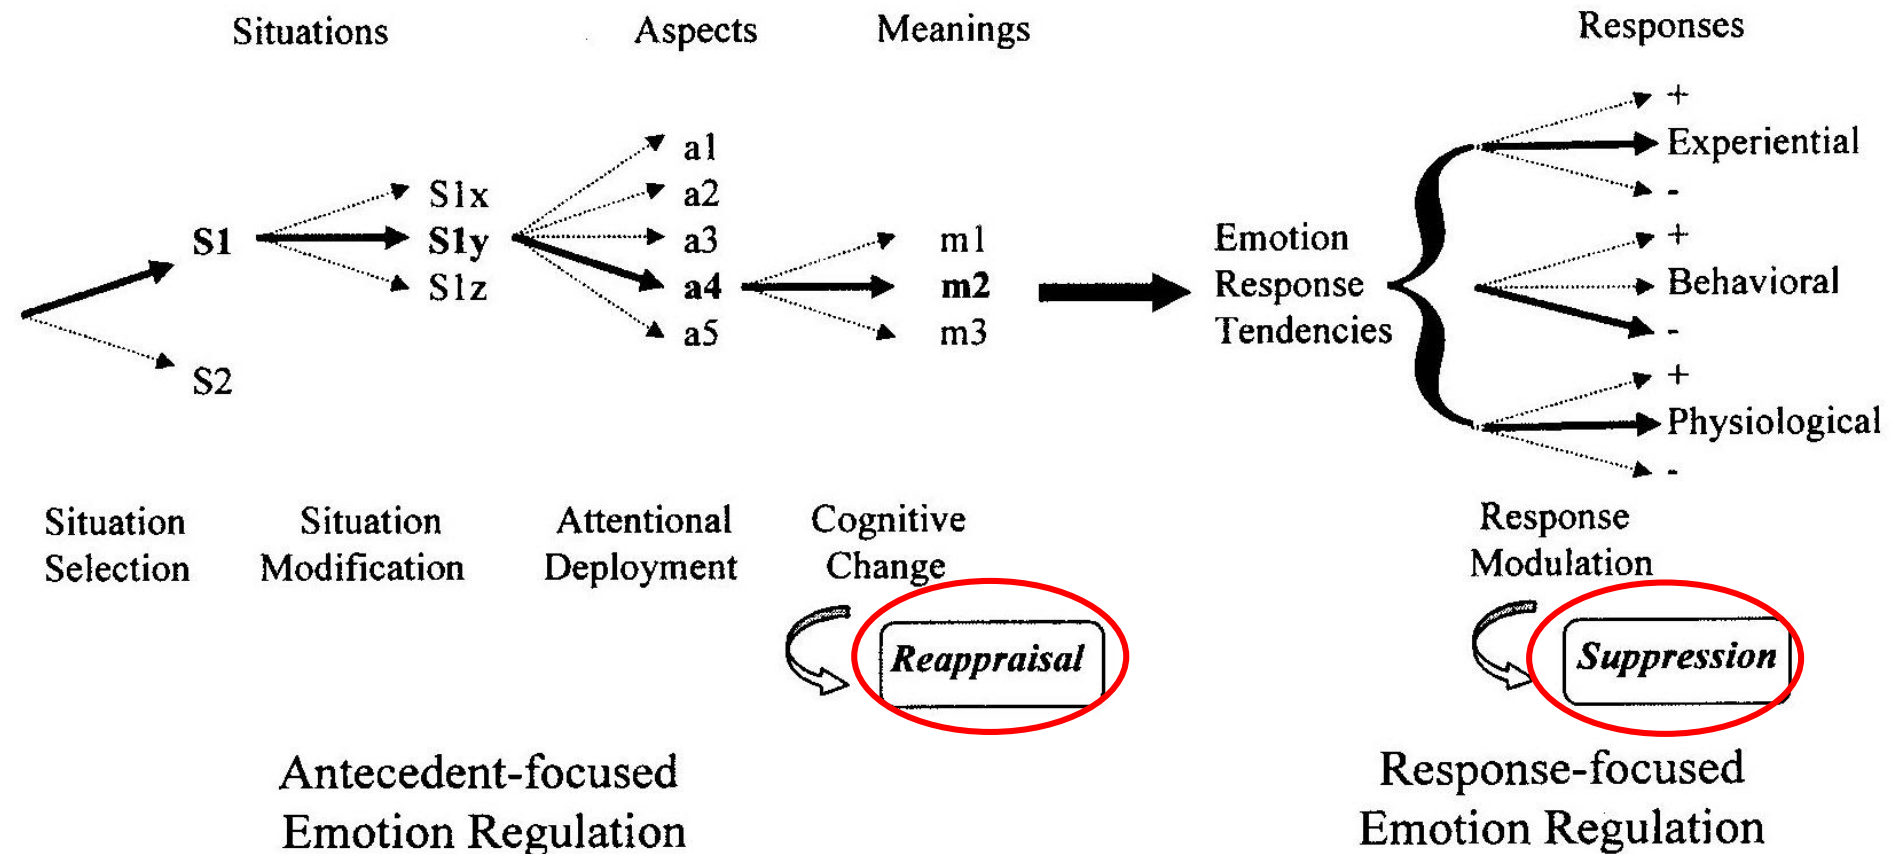 Situations
Aspects
Meanings
Responses
S1
S2
S1x
S1y
S1z
a1
a2
a3
a4
a5
m1
m2
m3
Emotion
Response
Tendencies
+
Experiential
-
+
Behavioral
-
+
Physiological
-
Situation
Selection
Situation
Modification
Attentional
Deployment
Cognitive
Change
Response
Modulation
Reappraisal
Suppression
Antecedent-focused
Emotion Regulation
Response-focused
Emotion Regulation